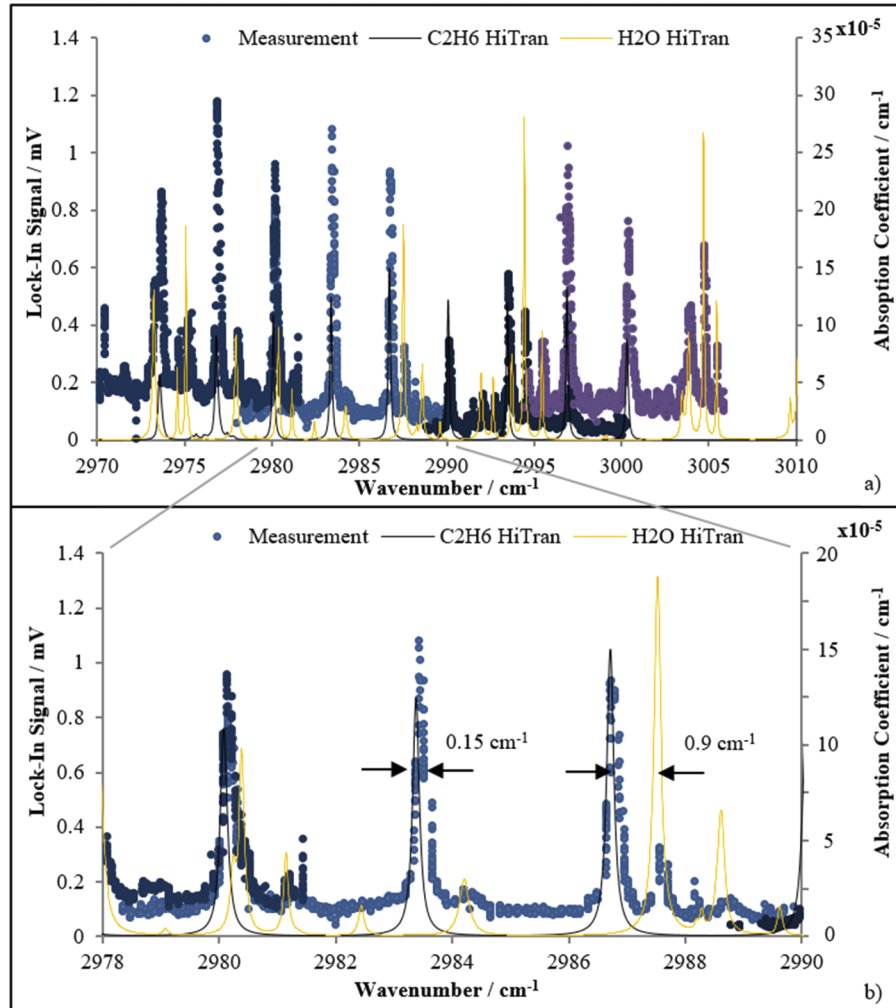 x10-5
Measurement C2H6 HiTran H2O HiTran
1.4 35
1.2 30
1 25
0.8 20
0.6 15
0.4 10
0.2 5
0 0
Lock-In Signal / mV
Absoption Coefficient / cm-1
2970 2975 2980 2985 2990 2995 3000 3005 3010
Wavenumber / cm-1
a)
x10-5
Measurement C2H6 HiTran H2O HiTran
1.4 20
1.2
1 15
0.8
0.6 10
0.4 5
0.2
0 0
Lock-In Signal / mV
Absorption Coefficient / cm-1
0.15 cm-1 0.9 cm-1
2978 2980 2982 2984 2986 2988 2990
Wavenumber / cm-1
b)